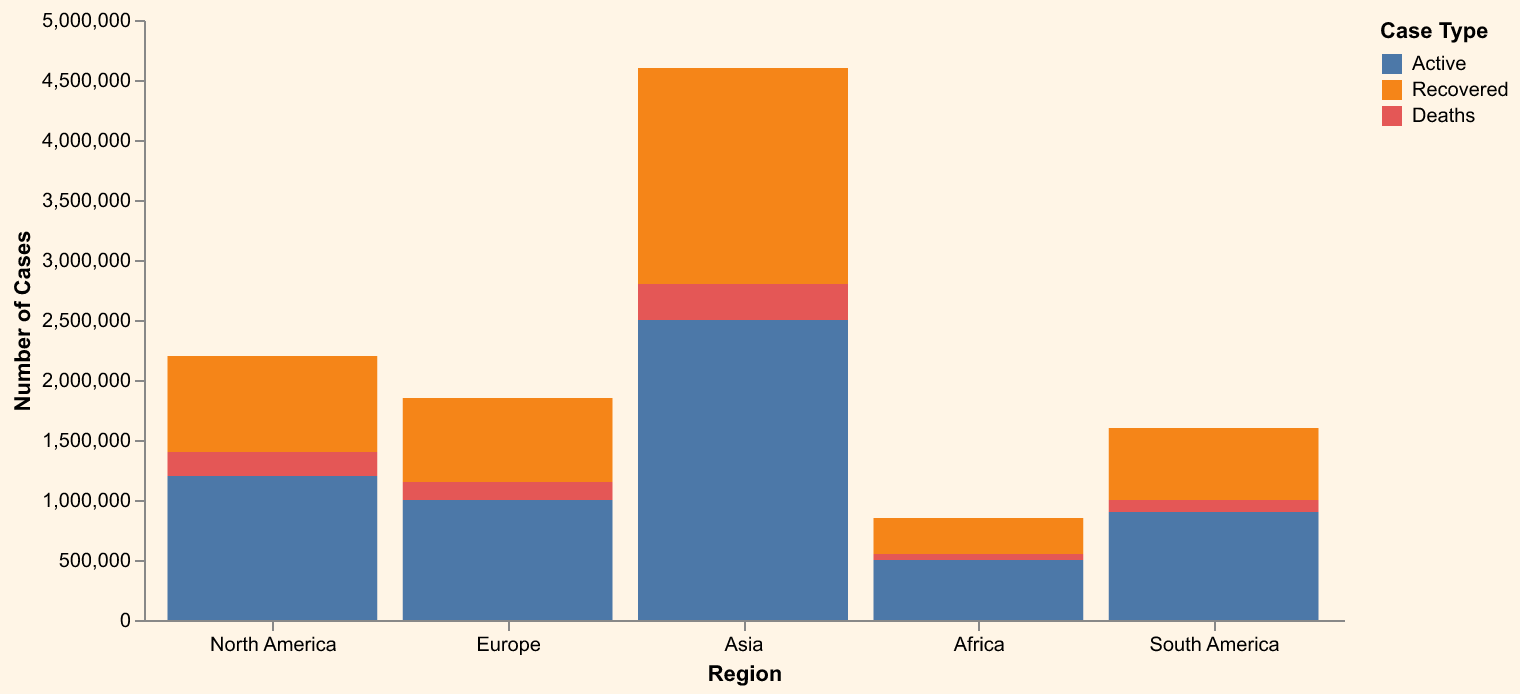 5,000,000
4,500,000
4,000,000
3,500,000
3,000,000
2,500,000
2,000,000
1,500,000
1,000,000
500,000
0
Number of Cases
North America
Europe
Asia
Africa
South America
Region
Case Type
Active
Recovered
Deaths